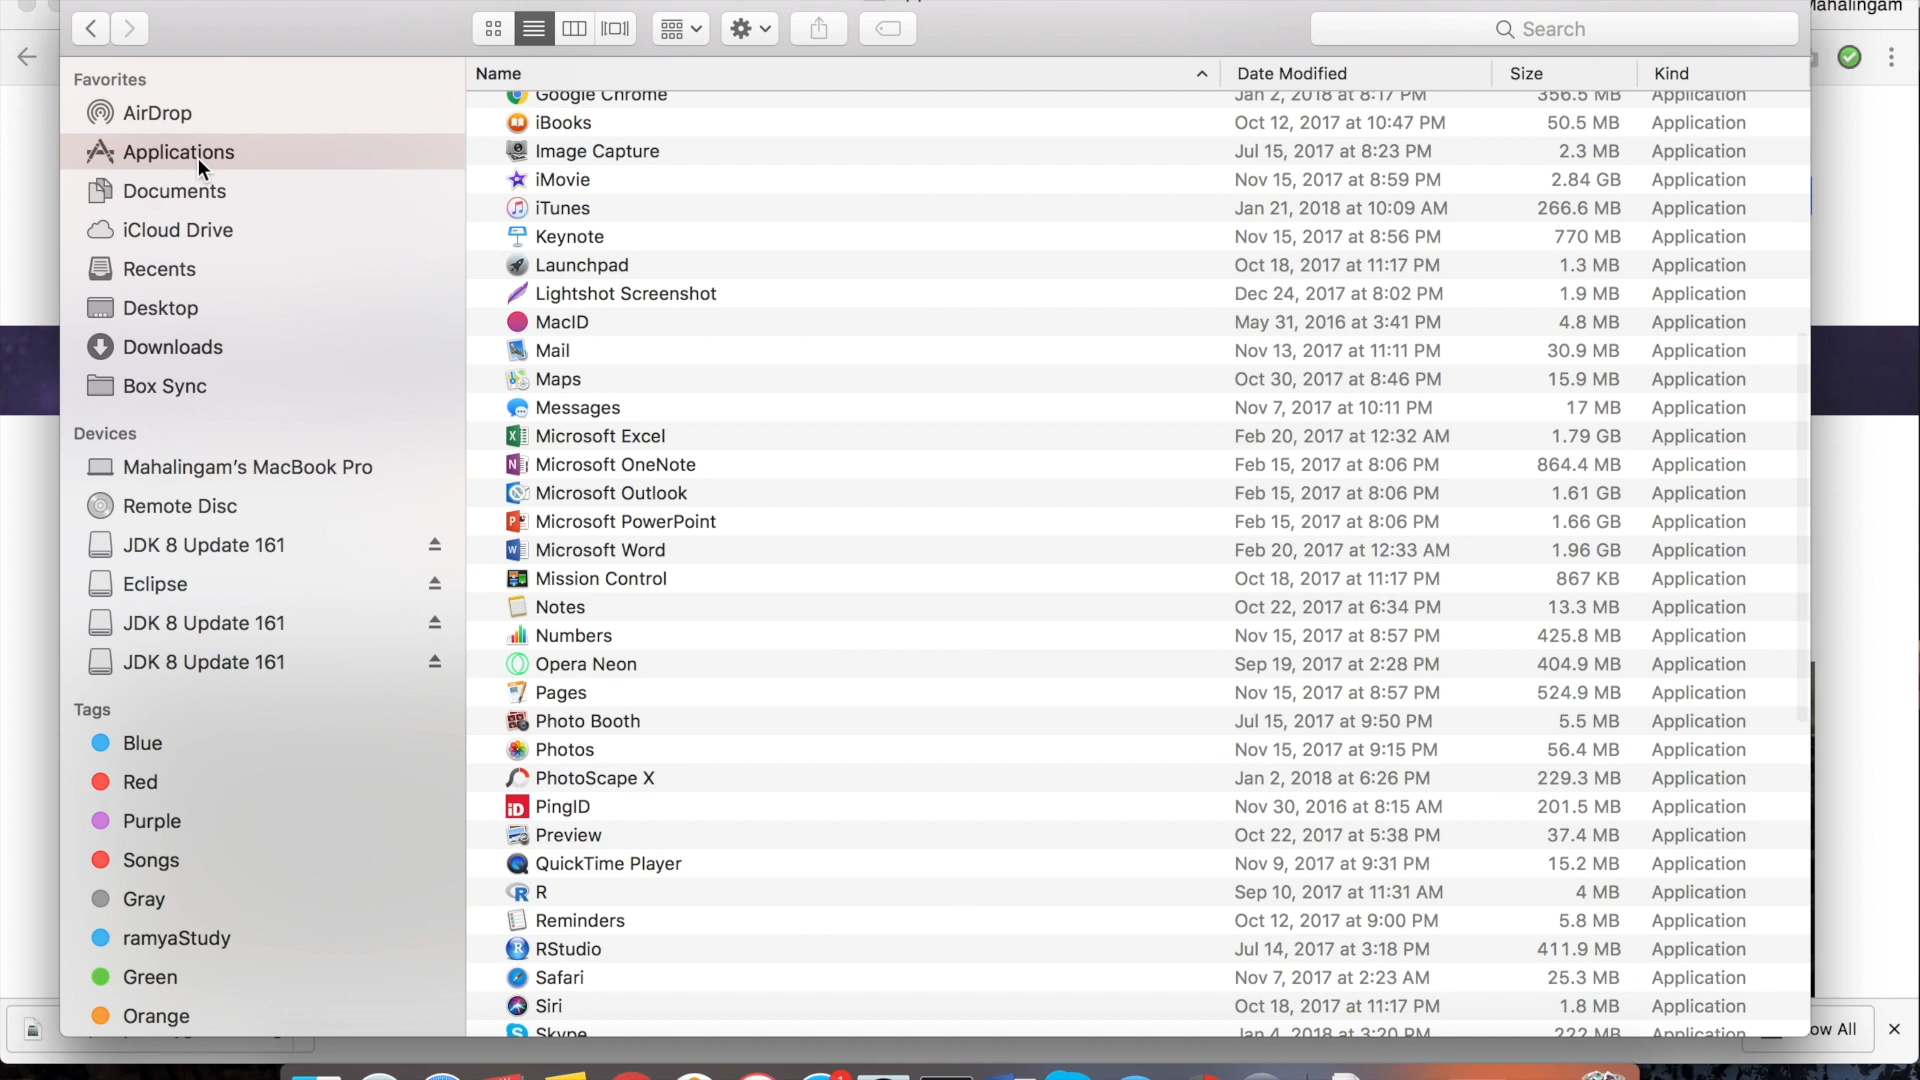 Mahalingam
Search
Favorites
AirDrop
Applications
Documents
iCloud Drive
Recents
Desktop
Downloads
Box Sync
Devices
Mahalingam's MacBook Pro
Remote Disc
JDK 8 Update 161
Eclipse
JDK 8 Update 161
JDK 8 Update 161
Tags
Blue
Red
Purple
Songs
Gray
ramyaStudy
Green
Orange
Name Date Modified Size Kind
Google Chrome Jan 2, 2018 at 8:17 PM 356.5 MB Application
iBooks Oct 12, 2017 at 10:47 PM 50.5 MB Application
Image Capture Jul 15, 2017 at 8:23 PM 2.3 MB Application
iMovie Nov 15, 2017 at 8:59 PM 2.84 GB Application
iTunes Jan 21, 2018 at 10:09 AM 266.6 MB Application
Keynote Nov 15, 2017 at 8:56 PM 770 MB Application
Launchpad Oct 18, 2017 at 11:17 PM 1.3 MB Application
Lightshot Screenshot Dec 24, 2017 at 8:02 PM 1.9 MB Application
MacID May 31, 2016 at 3:41 PM 4.8 MB Application
Mail Nov 13, 2017 at 11:11 PM 30.9 MB Application
Maps Oct 30, 2017 at 8:46 PM 15.9 MB Application
Messages Nov 7, 2017 at 10:11 PM 17 MB Application
Microsoft Excel Feb 20, 2017 at 12:32 AM 1.79 GB Application
Microsoft OneNote Feb 15, 2017 at 8:06 PM 864.4 MB Application
Microsoft Outlook Feb 15, 2017 at 8:06 PM 1.61 GB Application
Microsoft PowerPoint Feb 15, 2017 at 8:06 PM 1.66 GB Application
Microsoft Word Feb 20, 2017 at 12:33 AM 1.96 GB Application
Mission Control Oct 18, 2017 at 11:17 PM 867 KB Application
Notes Oct 22, 2017 at 6:34 PM 13.3 MB Application
Numbers Nov 15, 2017 at 8:57 PM 425.8 MB Application
Opera Neon Sep 19, 2017 at 2:28 PM 404.9 MB Application
Pages Nov 15, 2017 at 8:57 PM 524.9 MB Application
Photo Booth Jul 15, 2017 at 9:50 PM 5.5 MB Application
Photos Nov 15, 2017 at 9:15 PM 56.4 MB Application
PhotoScape X Jan 2, 2018 at 6:26 PM 229.3 MB Application
PingID Nov 30, 2016 at 8:15 AM 201.5 MB Application
Preview Oct 22, 2017 at 5:38 PM 37.4 MB Application
QuickTime Player Nov 9, 2017 at 9:31 PM 15.2 MB Application
R Sep 10, 2017 at 11:31 AM 4 MB Application
Reminders Oct 12, 2017 at 9:00 PM 5.8 MB Application
RStudio Jul 14, 2017 at 3:18 PM 411.9 MB Application
Safari Nov 7, 2017 at 2:23 AM 25.3 MB Application
Siri Oct 18, 2017 at 11:17 PM 1.8 MB Application
Skype Jan 4, 2018 at 3:20 PM 222 MB Application
ow All